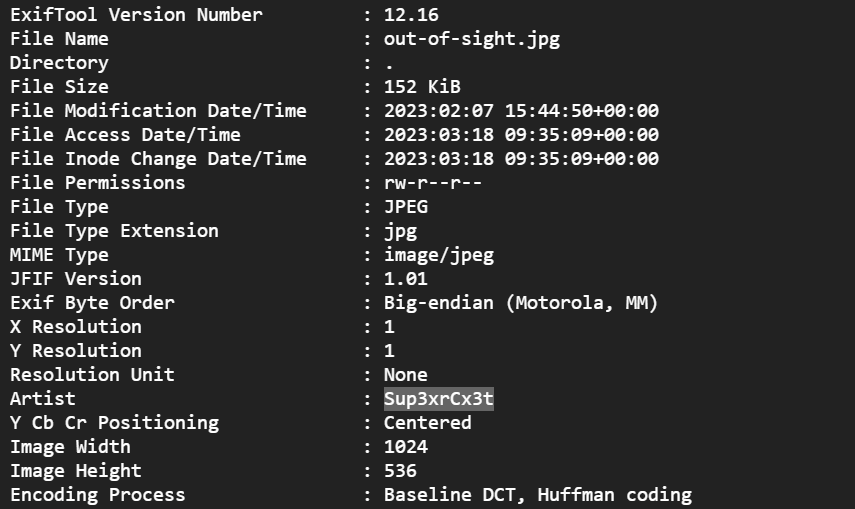 ExifTool Version Number : 12.16
File Name : out-of-sight.jpg
Directory : .
File Size : 152 KiB
File Modification Date/Time : 2023:02:07 15:44:50+00:00
File Access Date/Time : 2023:03:18 09:35:09+00:00
File Inode Change Date/Time : 2023:03:18 09:35:09+00:00
File Permissions : rw-r--r--
File Type : JPEG
File Type Extension : jpg
MIME Type : image/jpeg
JFIF Version : 1.01
Exif Byte Order : Big-endian (Motorola, MM)
X Resolution : 1
Y Resolution : 1
Resolution Unit : None
Artist : Sup3xrCx3t
Y Cb Cr Positioning : Centered
Image Width : 1024
Image Height : 536
Encoding Process : Baseline DCT, Huffman coding